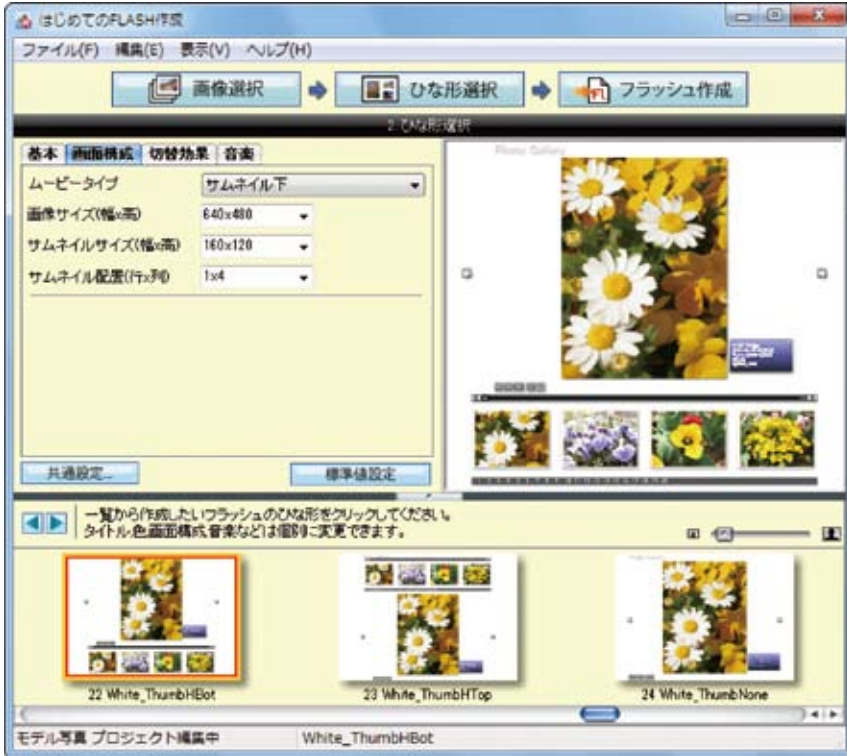 はじめてのFLASH作成
ファイル(F) 編集(E) 表示(V) ヘルプ(H)
画像選択 ひな形選択 フラッシュ作成
2.ひな形選択
基本 画面構成 切替効果 音楽
ムービータイプ サムネイル下
画像サイズ(幅x高) 640x480
サムネイルサイズ(幅x高) 160x120
サムネイル配置(行x列) 1x4
共通設定... 標準値設定
Photo Gallery
一覧から作成したいフラッシュのひな形をクリックしてください。
タイトル,色,画面構成,音楽などは個別に変更できます。
22 White_ThumbHBot 23 White_ThumbHTop 24 White_ThumbNone
モデル写真 プロジェクト編集中 White_ThumbHBot